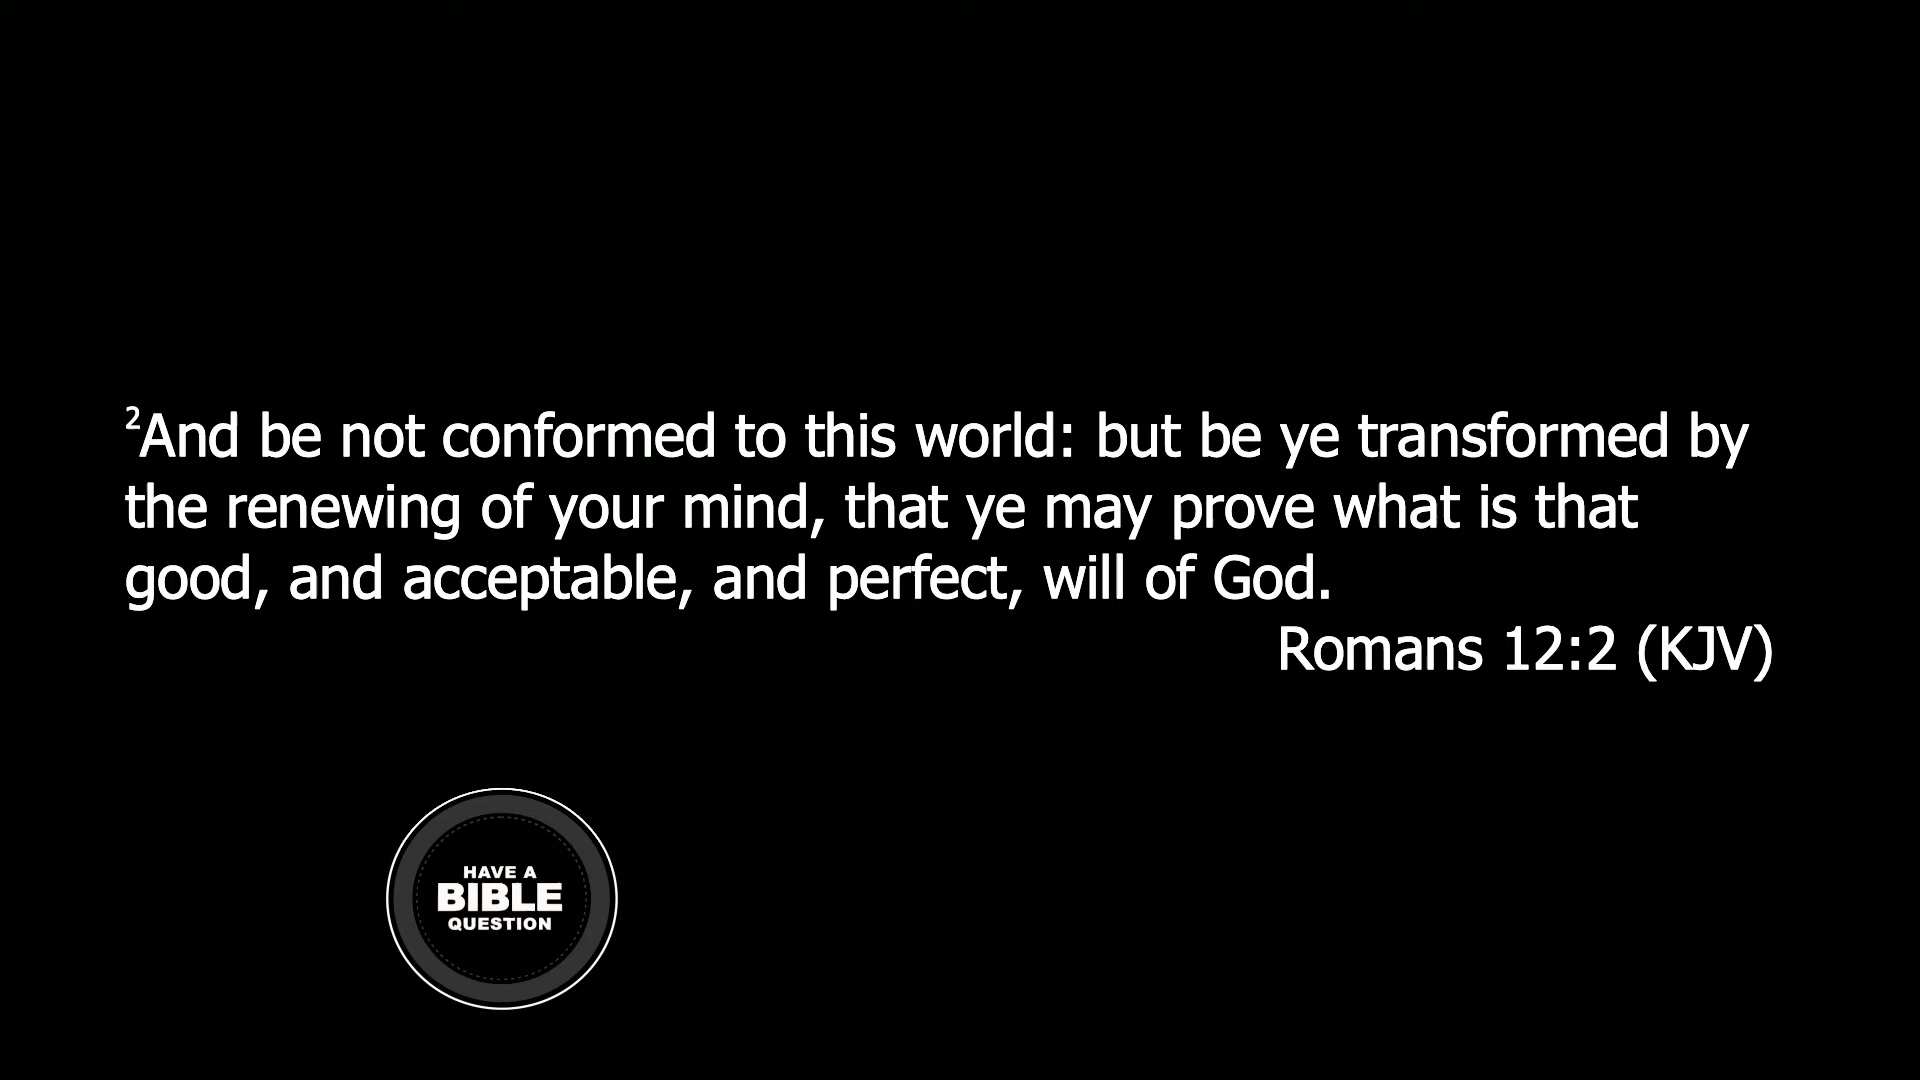 ²And be not conformed to this world: but be ye transformed by
the renewing of your mind, that ye may prove what is that
good, and acceptable, and perfect, will of God.
Romans 12:2 (KJV)
HAVE A
BIBLE
QUESTION